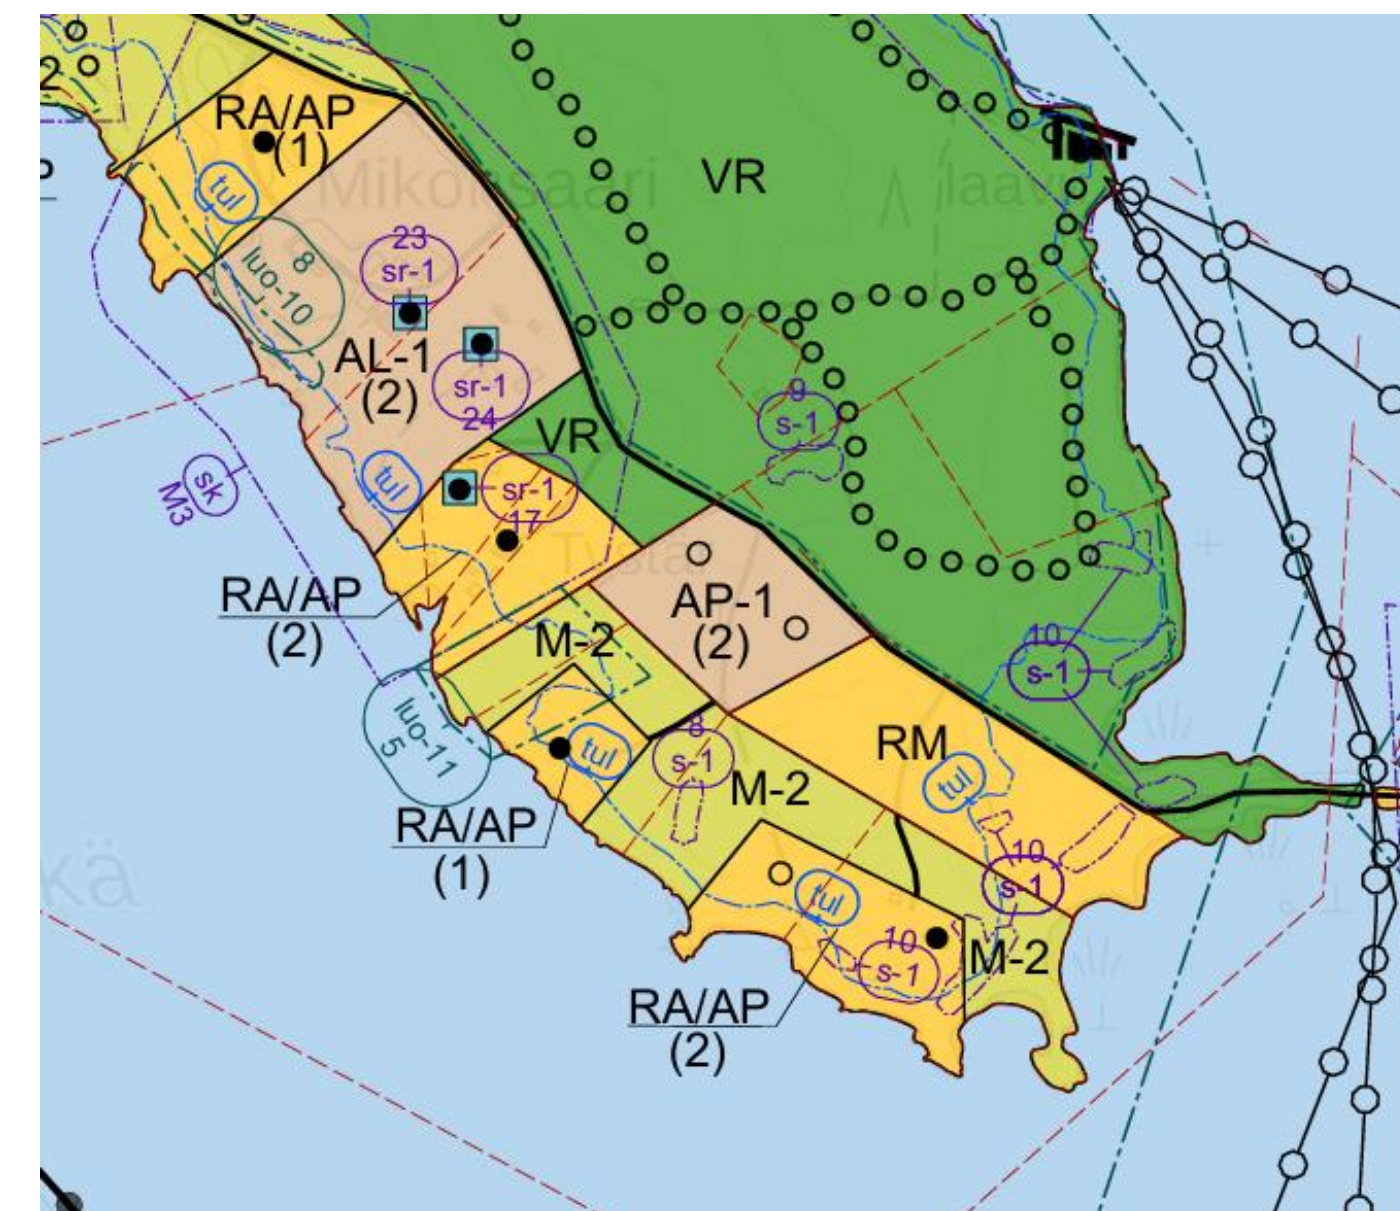 2
RA/AP
(1)
tul
Mikonsaari
VR
laavu
8
luo-10
23
sr-1
AL-1
(2)
sr-1
24
VR
9
s-1
tul
sk
M3
sr-1
17
RA/AP
(2)
AP-1
(2)
M-2
10
s-1
luo-11
5
tul
8
s-1
M-2
RM
tul
RA/AP
(1)
tul
10
s-1
10
s-1
M-2
RA/AP
(2)
kä